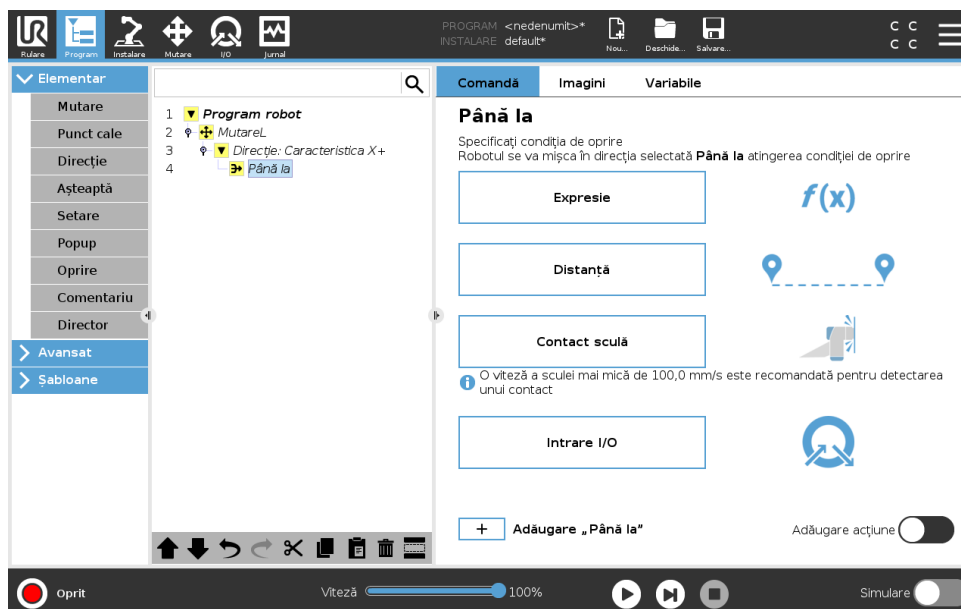 UR
PROGRAM <nedenumit>*
INSTALARE default*
Rulare
Program
Instalare
Mutare
I/O
Jurnal
Nou...
Deschide...
Salvare...
C C
C C
Elementar
Mutare
Punct cale
Direcție
Așteaptă
Setare
Popup
Oprire
Comentariu
Director
Avansat
Șabloane
1 Program robot
2 MutareL
3 Direcție: Caracteristica X+
4 Până la
Comandă Imagini Variabile
Până la
Specificați condiția de oprire
Robotul se va mișca în direcția selectată Până la atingerea condiției de oprire
Expresie
f(x)
Distanță
Contact sculă
O viteză a sculei mai mică de 100,0 mm/s este recomandată pentru detectarea
unui contact
Intrare I/O
+ Adăugare „Până la”
Adăugare acțiune
Oprit
Viteză 100%
Simulare